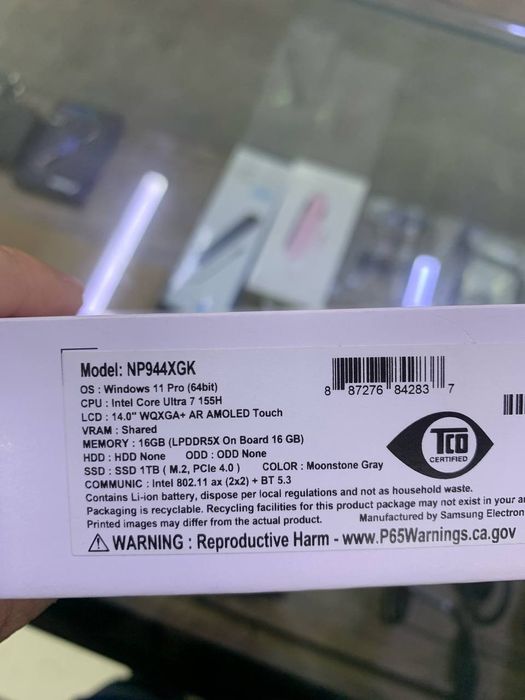 Model: NP944XGK
OS : Windows 11 Pro (64bit)
CPU : Intel Core Ultra 7 155H
LCD : 14.0" WQXGA+ AR AMOLED Touch
VRAM : Shared
MEMORY : 16GB (LPDDR5X On Board 16 GB)
HDD : HDD None ODD : ODD None
SSD : SSD 1TB ( M.2, PCIe 4.0 ) COLOR : Moonstone Gray
COMMUNIC : Intel 802.11 ax (2x2) + BT 5.3
8 87276 84283 7
TCO
CERTIFIED
Contains Li-ion battery, dispose per local regulations and not as household waste.
Packaging is recyclable. Recycling facilities for this product package may not exist in your
Printed images may differ from the actual product. Manufactured by Samsung Electron
WARNING : Reproductive Harm - www.P65Warnings.ca.gov